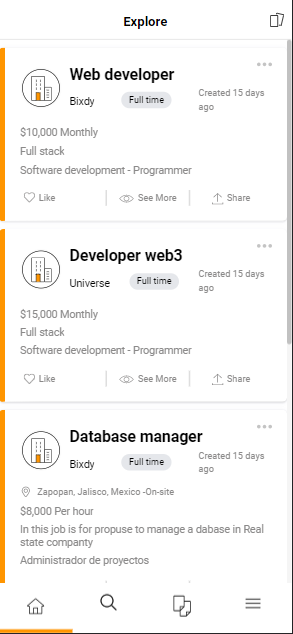 Explore
Web developer
Bixdy
Full time
Created 15 days
ago
$10,000 Monthly
Full stack
Software development - Programmer
Like
See More
Share
Developer web3
Universe
Full time
Created 15 days
ago
$15,000 Monthly
Full stack
Software development - Programmer
Like
See More
Share
Database manager
Bixdy
Full time
Created 15 days
ago
Zapopan, Jalisco, Mexico -On-site
$8,000 Per hour
In this job is for propuse to manage a dabase in Real
state companty
Administrador de proyectos